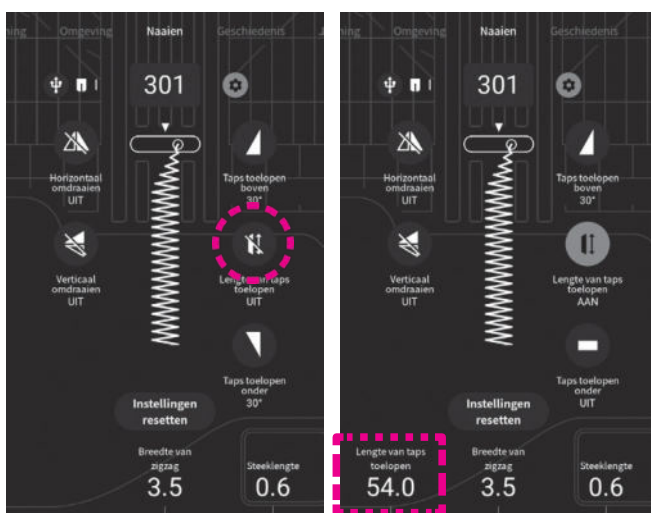 Omgeving
Naaien
Geschiedenis
301
Horizontaal
omdraaien
UIT
Taps toelopen
boven
30°
Verticaal
omdraaien
UIT
Lengte van taps
toelopen
UIT
Taps toelopen
onder
30°
Instellingen
resetten
Breedte van
zigzag
3.5
Steeklengte
0.6
Omgeving
Naaien
Geschiedenis
301
Horizontaal
omdraaien
UIT
Taps toelopen
boven
30°
Verticaal
omdraaien
UIT
Lengte van taps
toelopen
AAN
Taps toelopen
onder
UIT
Instellingen
resetten
Lengte van taps
toelopen
54.0
Breedte van
zigzag
3.5
Steeklengte
0.6